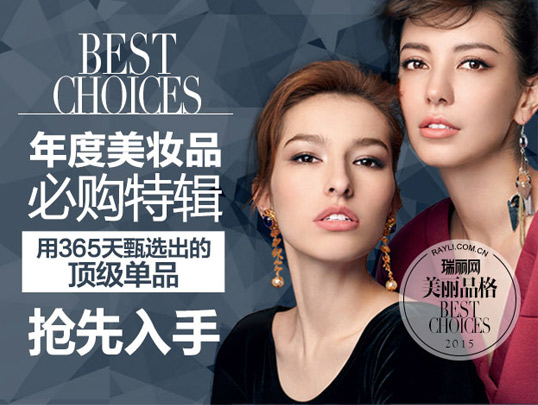 BEST
CHOICES
年度美妆品
必购特辑
用365天甄选出的
顶级单品
抢先入手
RAYLI.COM.CN
瑞丽网
美丽品格
BEST
CHOICES
2015